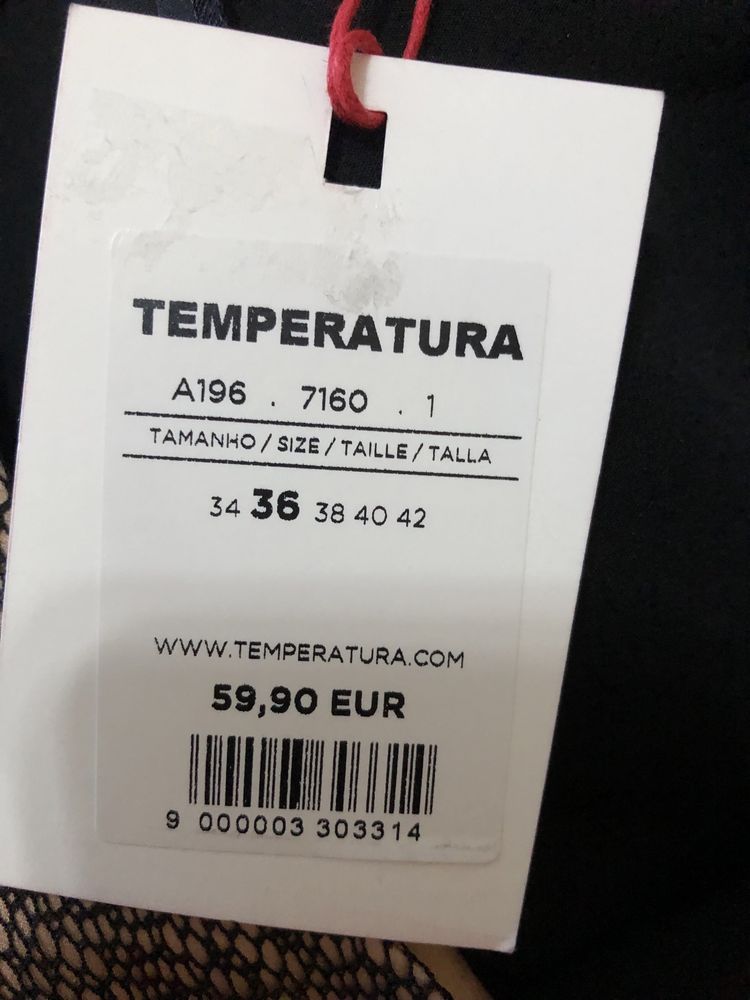 TEMPERATURA
A196 . 7160 . 1
TAMANHO / SIZE / TAILLE / TALLA
34 36 38 40 42
WWW.TEMPERATURA.COM
59,90 EUR
9 000003 303314